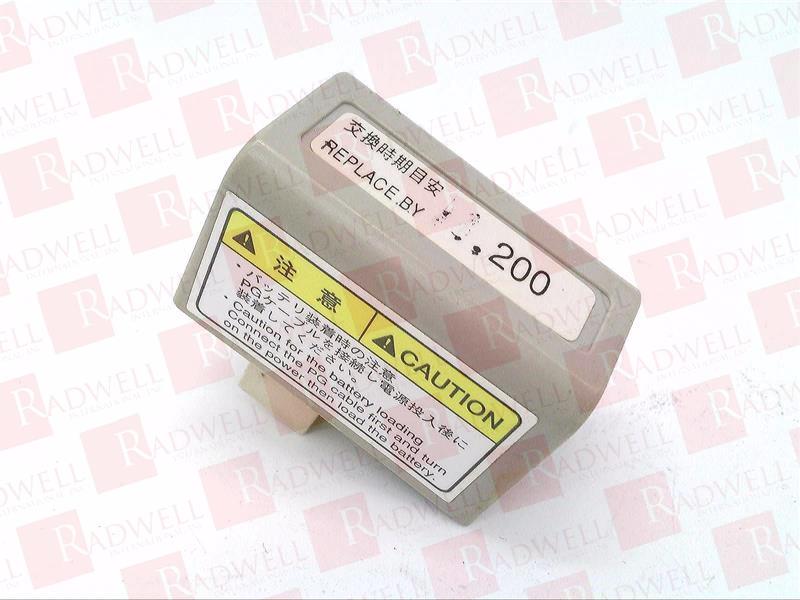 交換時期目安
REPLACE.BY .200
注意
CAUTION
・バッテリ装着時の注意
PGケーブルを接続し電源投入後に
装着してください。
・Caution for the battery loading
Connect the PG cable first and turn
on the power then load the battery.
RADWELL
INTERNATIONAL, INC